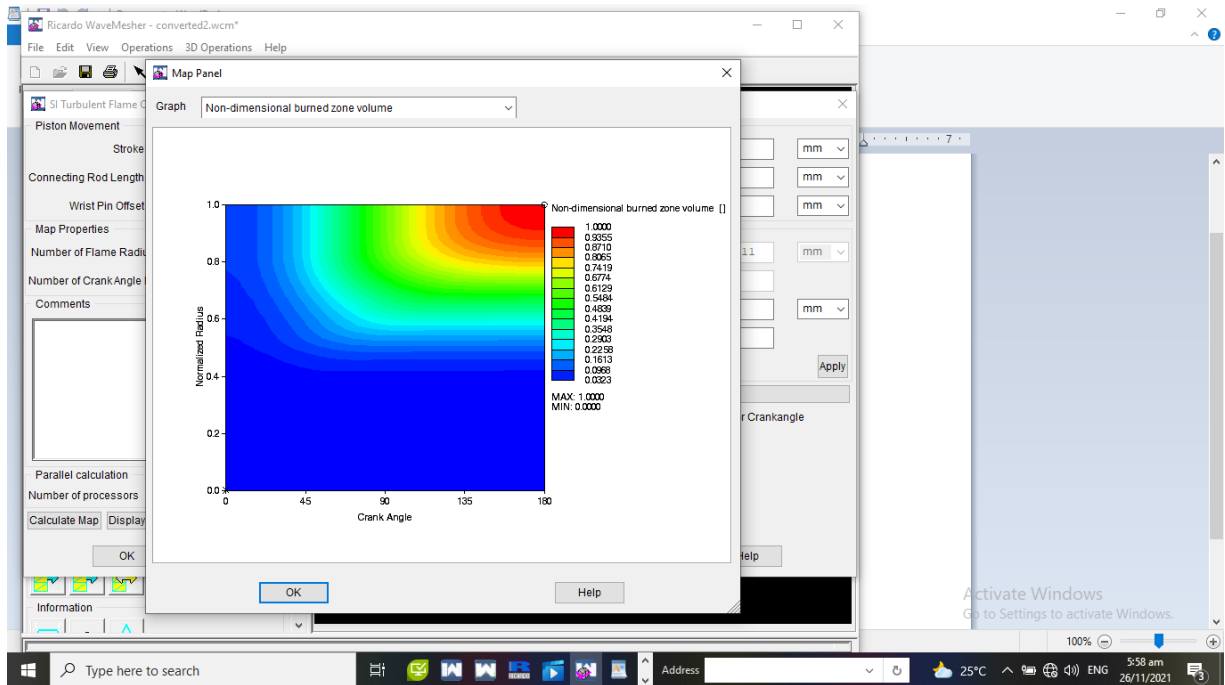 Ricardo WaveMesher - converted2.wcm*
File Edit View Operations 3D Operations Help
Map Panel
SI Turbulent Flame
Graph Non-dimensional burned zone volume
Piston Movement
Stroke mm
Connecting Rod Length mm
Wrist Pin Offset mm
Map Properties
Number of Flame mm
Number of Crank Angle
Comments
mm
Apply
r Crankangle
7
1.0
0.8
0.6
0.4
0.2
0.0
Normalized Radius
0 45 90 135 180
Crank Angle
Non-dimensional burned zone volume []
1.0000
0.9355
0.8710
0.8065
0.7419
0.6774
0.6129
0.5484
0.4839
0.4194
0.3548
0.2903
0.2258
0.1613
0.0968
0.0323
MAX: 1.0000
MIN: 0.0000
Parallel calculation
Number of processors
Calculate Map Display
OK
OK Help
Information
Activate Windows
Go to Settings to activate Windows.
100%
Type here to search
Address
25°C ENG
5:58 am
26/11/2021